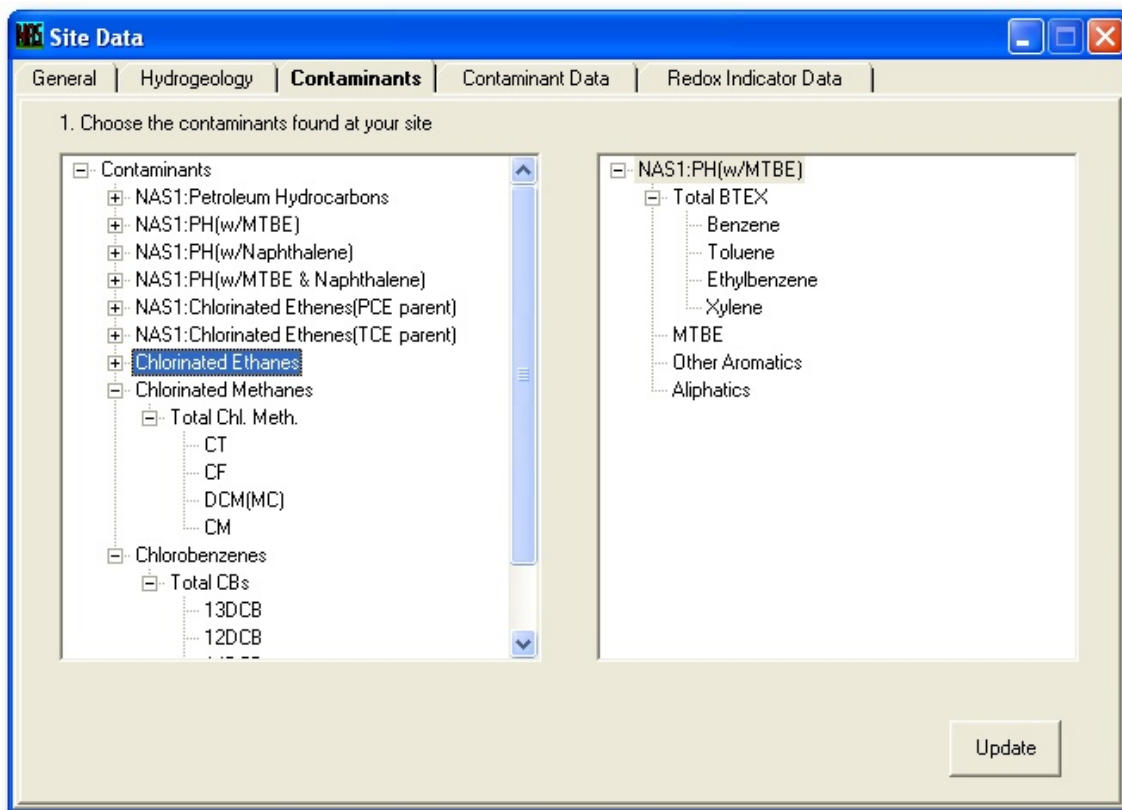 NAS Site Data
General Hydrogeology Contaminants Contaminant Data Redox Indicator Data
1. Choose the contaminants found at your site
Contaminants
NAS1:Petroleum Hydrocarbons
NAS1:PH(w/MTBE)
NAS1:PH(w/Naphthalene)
NAS1:PH(w/MTBE & Naphthalene)
NAS1:Chlorinated Ethenes(PCE parent)
NAS1:Chlorinated Ethenes(TCE parent)
Chlorinated Ethanes
Chlorinated Methanes
Total Chl. Meth.
CT
CF
DCM(MC)
CM
Chlorobenzenes
Total CBs
13DCB
12DCB
NAS1:PH(w/MTBE)
Total BTEX
Benzene
Toluene
Ethylbenzene
Xylene
MTBE
Other Aromatics
Aliphatics
Update